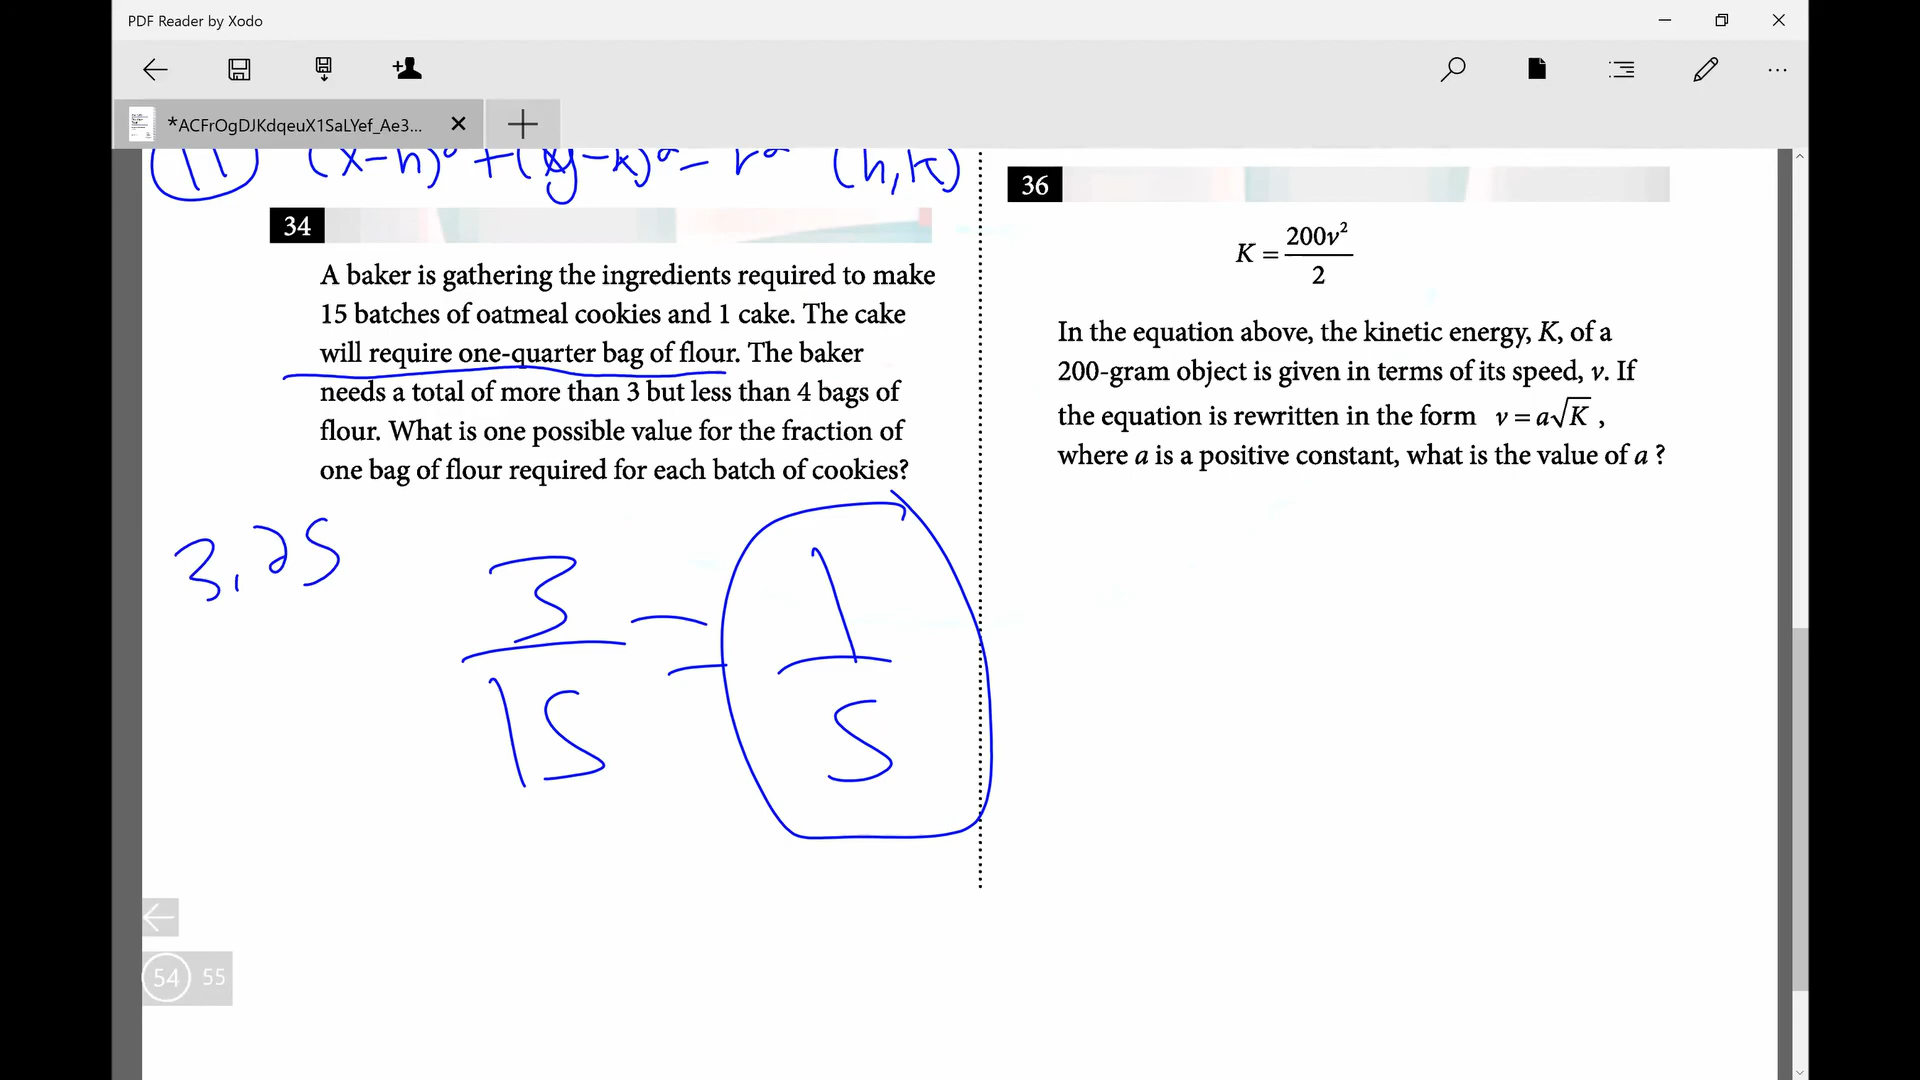 PDF Reader by Xodo
*ACFrOgDJKdqeuX1SaLYef_Ae3...
11 (x-h)² + (y-k)² = r² (h,k)
34
A baker is gathering the ingredients required to make
15 batches of oatmeal cookies and 1 cake. The cake
will require one-quarter bag of flour. The baker
needs a total of more than 3 but less than 4 bags of
flour. What is one possible value for the fraction of
one bag of flour required for each batch of cookies?
3.25
3/15 = 1/5
36
K = 200v²/2
In the equation above, the kinetic energy, K, of a
200-gram object is given in terms of its speed, v. If
the equation is rewritten in the form v = a√K ,
where a is a positive constant, what is the value of a ?
54 55